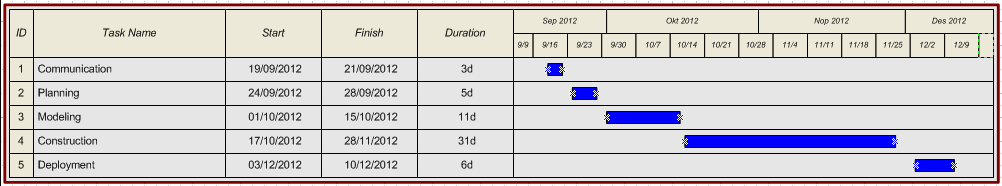 ID Task Name Start Finish Duration Sep 2012 Okt 2012 Nop 2012 Des 2012
9/9 9/16 9/23 9/30 10/7 10/14 10/21 10/28 11/4 11/11 11/18 11/25 12/2 12/9
1 Communication 19/09/2012 21/09/2012 3d
2 Planning 24/09/2012 28/09/2012 5d
3 Modeling 01/10/2012 15/10/2012 11d
4 Construction 17/10/2012 28/11/2012 31d
5 Deployment 03/12/2012 10/12/2012 6d